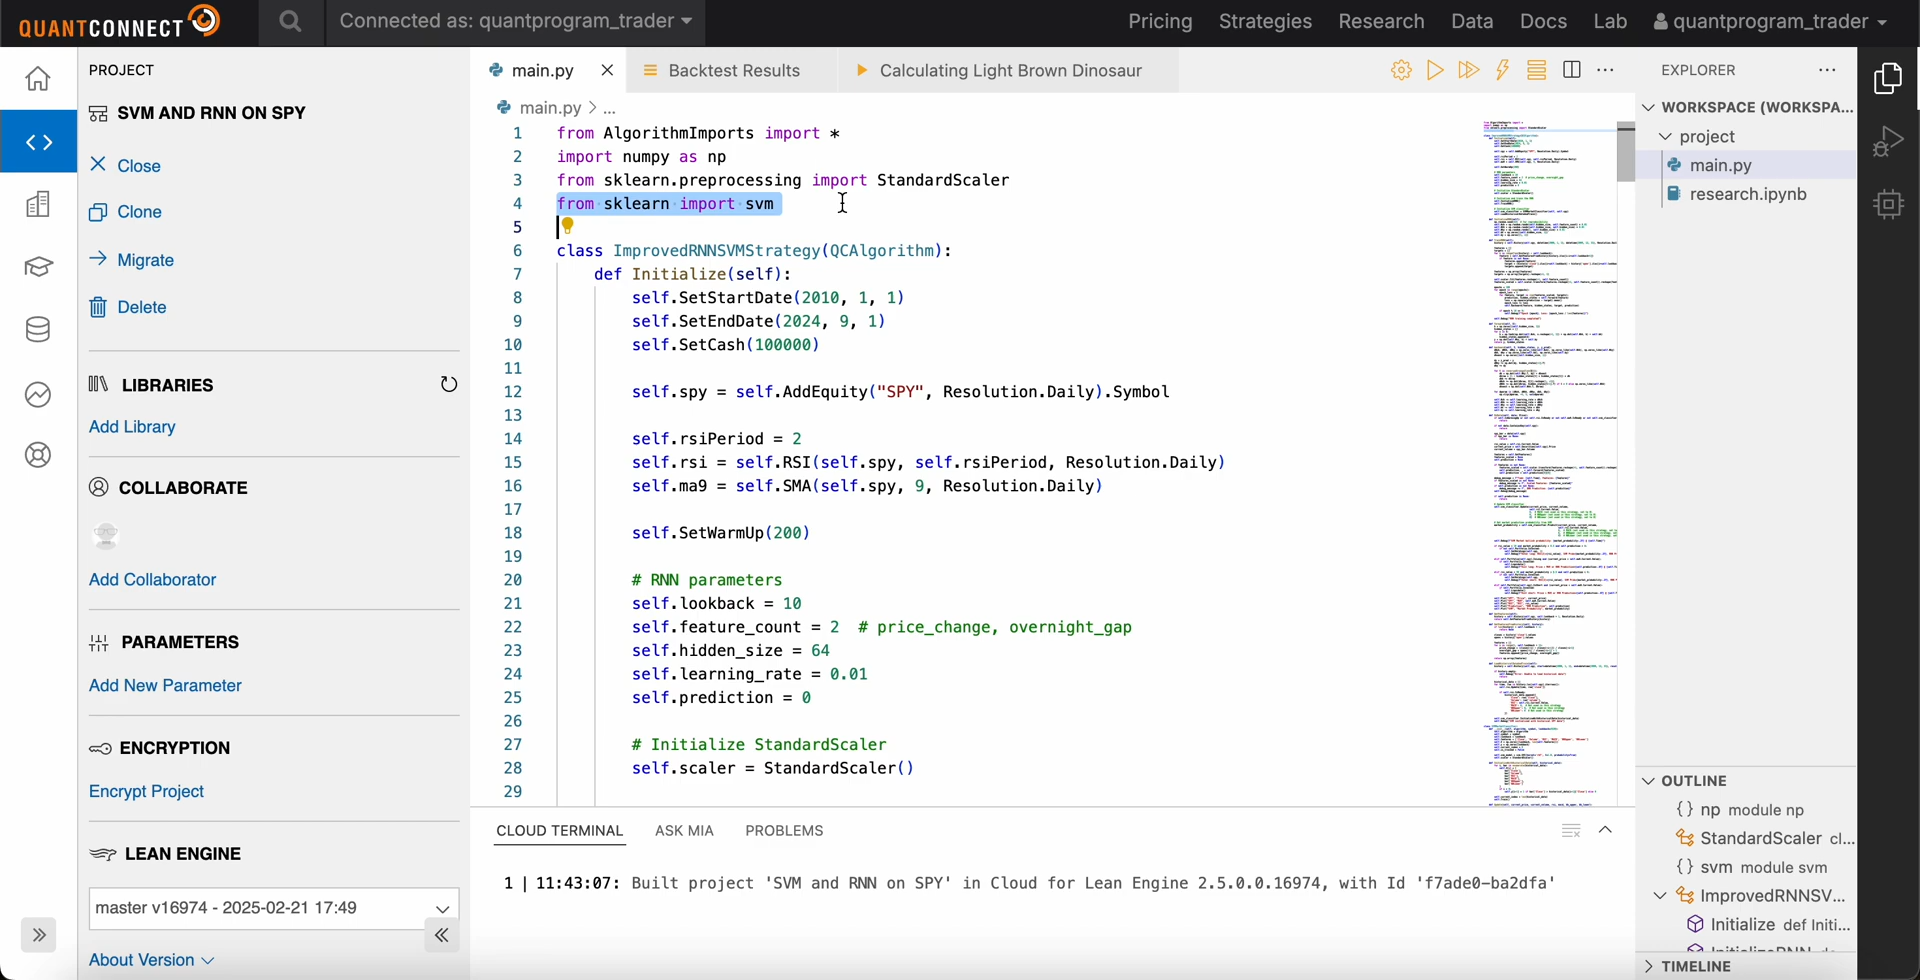 QUANTCONNECT
Connected as: quantprogram_trader
Pricing
Strategies
Research
Data
Docs
Lab
quantprogram_trader
PROJECT
SVM AND RNN ON SPY
Close
Clone
Migrate
Delete
LIBRARIES
Add Library
COLLABORATE
Add Collaborator
PARAMETERS
Add New Parameter
ENCRYPTION
Encrypt Project
LEAN ENGINE
master v16974 - 2025-02-21 17:49
About Version
main.py
Backtest Results
Calculating Light Brown Dinosaur
main.py > ...
1 from AlgorithmImports import *
2 import numpy as np
3 from sklearn.preprocessing import StandardScaler
4 from sklearn import svm
5
6 class ImprovedRNNSVMStrategy(QCAlgorithm):
7 def Initialize(self):
8 self.SetStartDate(2010, 1, 1)
9 self.SetEndDate(2024, 9, 1)
10 self.SetCash(100000)
11
12 self.spy = self.AddEquity("SPY", Resolution.Daily).Symbol
13
14 self.rsiPeriod = 2
15 self.rsi = self.RSI(self.spy, self.rsiPeriod, Resolution.Daily)
16 self.ma9 = self.SMA(self.spy, 9, Resolution.Daily)
17
18 self.SetWarmUp(200)
19
20 # RNN parameters
21 self.lookback = 10
22 self.feature_count = 2 # price_change, overnight_gap
23 self.hidden_size = 64
24 self.learning_rate = 0.01
25 self.prediction = 0
26
27 # Initialize StandardScaler
28 self.scaler = StandardScaler()
29
CLOUD TERMINAL
ASK MIA
PROBLEMS
1 | 11:43:07: Built project 'SVM and RNN on SPY' in Cloud for Lean Engine 2.5.0.0.16974, with Id 'f7ade0-ba2dfa'
EXPLORER
WORKSPACE (WORKSPA...
project
main.py
research.ipynb
OUTLINE
{} np module np
StandardScaler cl...
{} svm module svm
ImprovedRNNSV...
Initialize def Initi...
TIMELINE